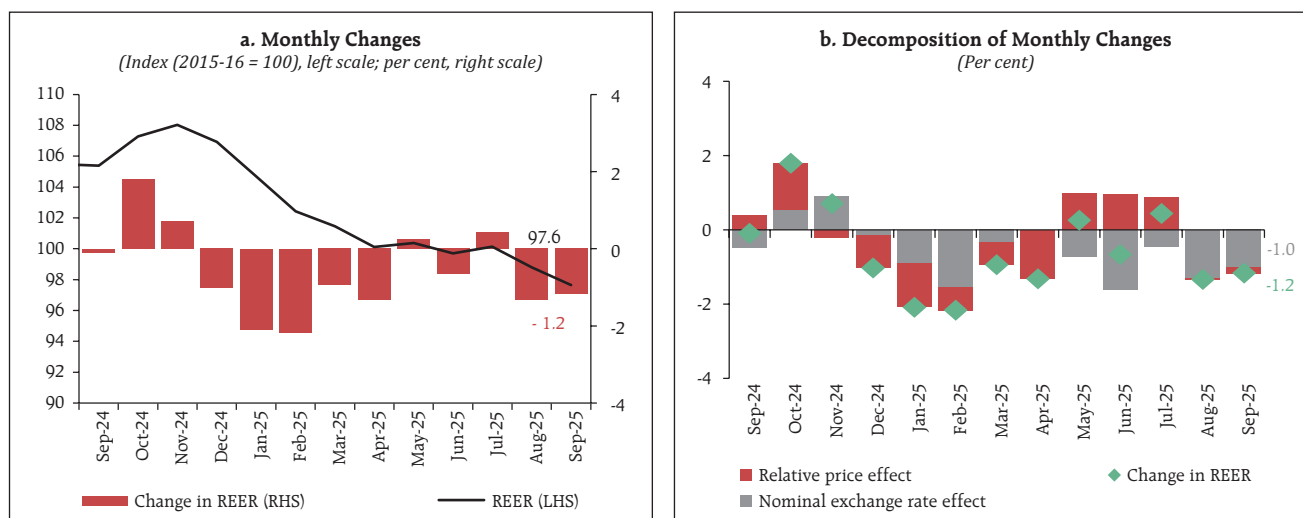 a. Monthly Changes
(Index (2015-16 = 100), left scale; per cent, right scale)
110
108
106
104
102
100
98
96
94
92
90
4
2
0
-2
-4
97.6
- 1.2
Sep-24
Oct-24
Nov-24
Dec-24
Jan-25
Feb-25
Mar-25
Apr-25
May-25
Jun-25
Jul-25
Aug-25
Sep-25
Change in REER (RHS)
REER (LHS)
b. Decomposition of Monthly Changes
(Per cent)
4
2
0
-2
-4
-1.0
-1.2
Sep-24
Oct-24
Nov-24
Dec-24
Jan-25
Feb-25
Mar-25
Apr-25
May-25
Jun-25
Jul-25
Aug-25
Sep-25
Relative price effect
Change in REER
Nominal exchange rate effect